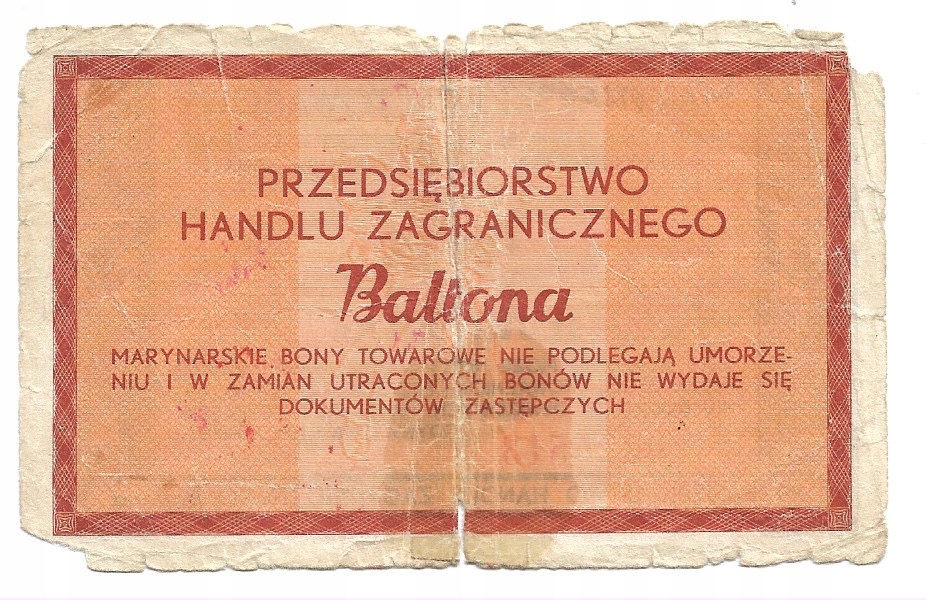 PRZEDSIĘBIORSTWO
HANDLU ZAGRANICZNEGO
Baltona
MARYNARSKIE BONY TOWAROWE NIE PODLEGAJĄ UMORZE-
NIU I W ZAMIAN UTRACONYCH BONÓW NIE WYDAJE SIĘ
DOKUMENTÓW ZASTĘPCZYCH